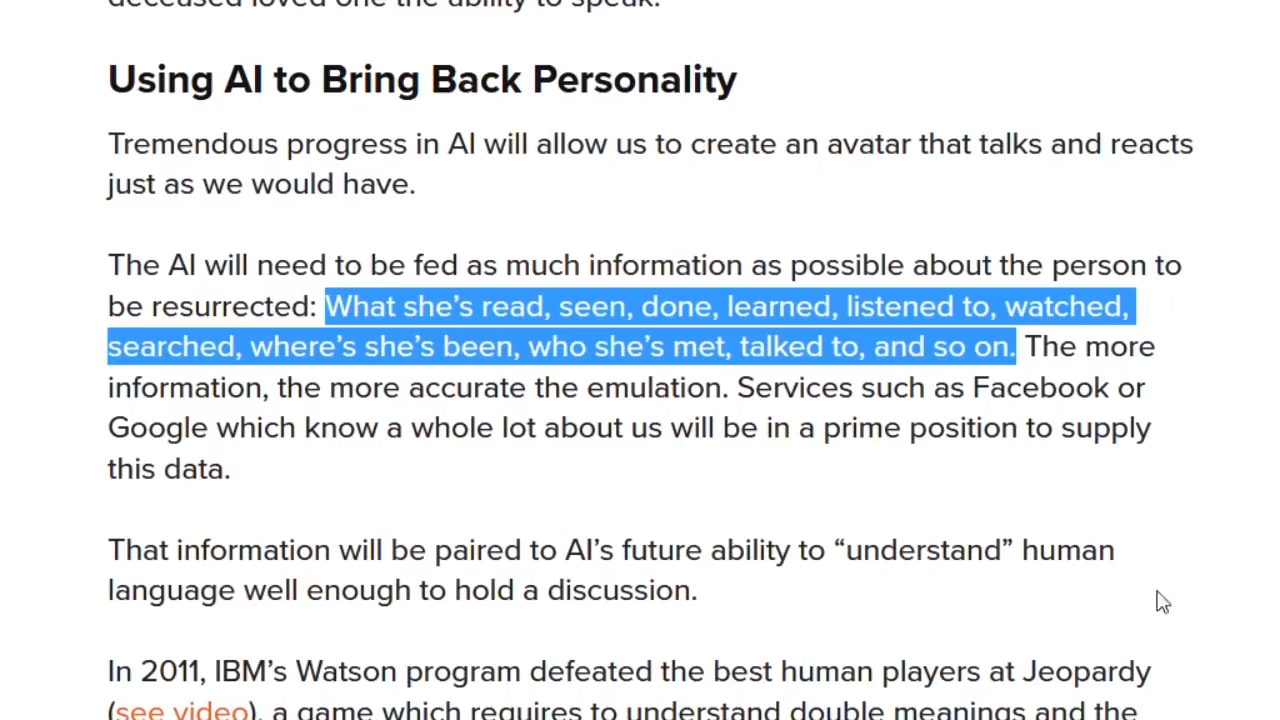 deceased loved one the ability to speak.
Using AI to Bring Back Personality
Tremendous progress in AI will allow us to create an avatar that talks and reacts
just as we would have.
The AI will need to be fed as much information as possible about the person to
be resurrected: What she’s read, seen, done, learned, listened to, watched,
searched, where’s she’s been, who she’s met, talked to, and so on. The more
information, the more accurate the emulation. Services such as Facebook or
Google which know a whole lot about us will be in a prime position to supply
this data.
That information will be paired to AI’s future ability to “understand” human
language well enough to hold a discussion.
In 2011, IBM’s Watson program defeated the best human players at Jeopardy
(see video), a game which requires to understand double meanings and the